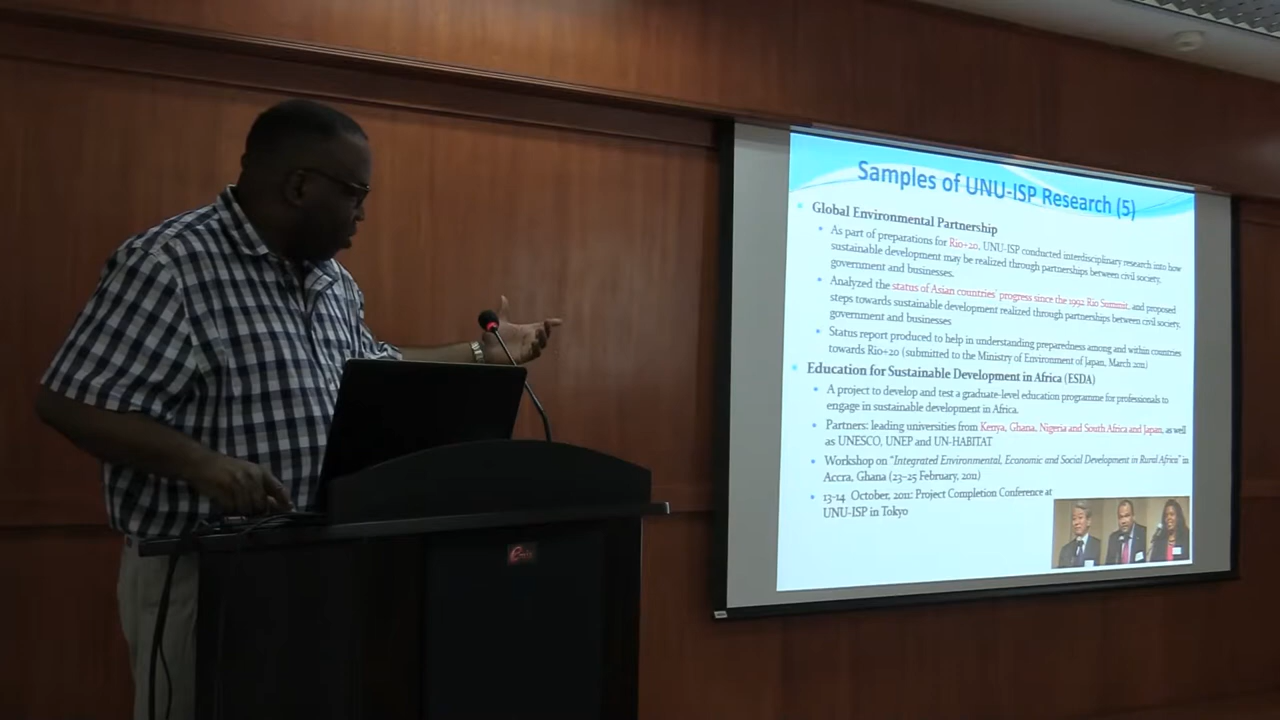 Samples of UNU-ISP Research (5)
Global Environmental Partnership
As part of preparations for Rio+20, UNU-ISP conducted interdisciplinary research into how
sustainable development may be realized through partnerships between civil society,
government and businesses.
Analyzed the status of Asian countries' progress since the 1992 Rio Summit, and proposed
steps towards sustainable development realized through partnerships between civil society,
government and businesses
Status report produced to help in understanding preparedness among and within countries
towards Rio+20 (submitted to the Ministry of Environment of Japan, March 2011)
Education for Sustainable Development in Africa (ESDA)
A project to develop and test a graduate-level education programme for professionals to
engage in sustainable development in Africa.
Partners: leading universities from Kenya, Ghana, Nigeria and South Africa and Japan, as well
as UNESCO, UNEP and UN-HABITAT
Workshop on "Integrated Environmental, Economic and Social Development in Rural Africa" in
Accra, Ghana (23-25 February, 2011)
13-14 October, 2011: Project Completion Conference at
UNU-ISP in Tokyo